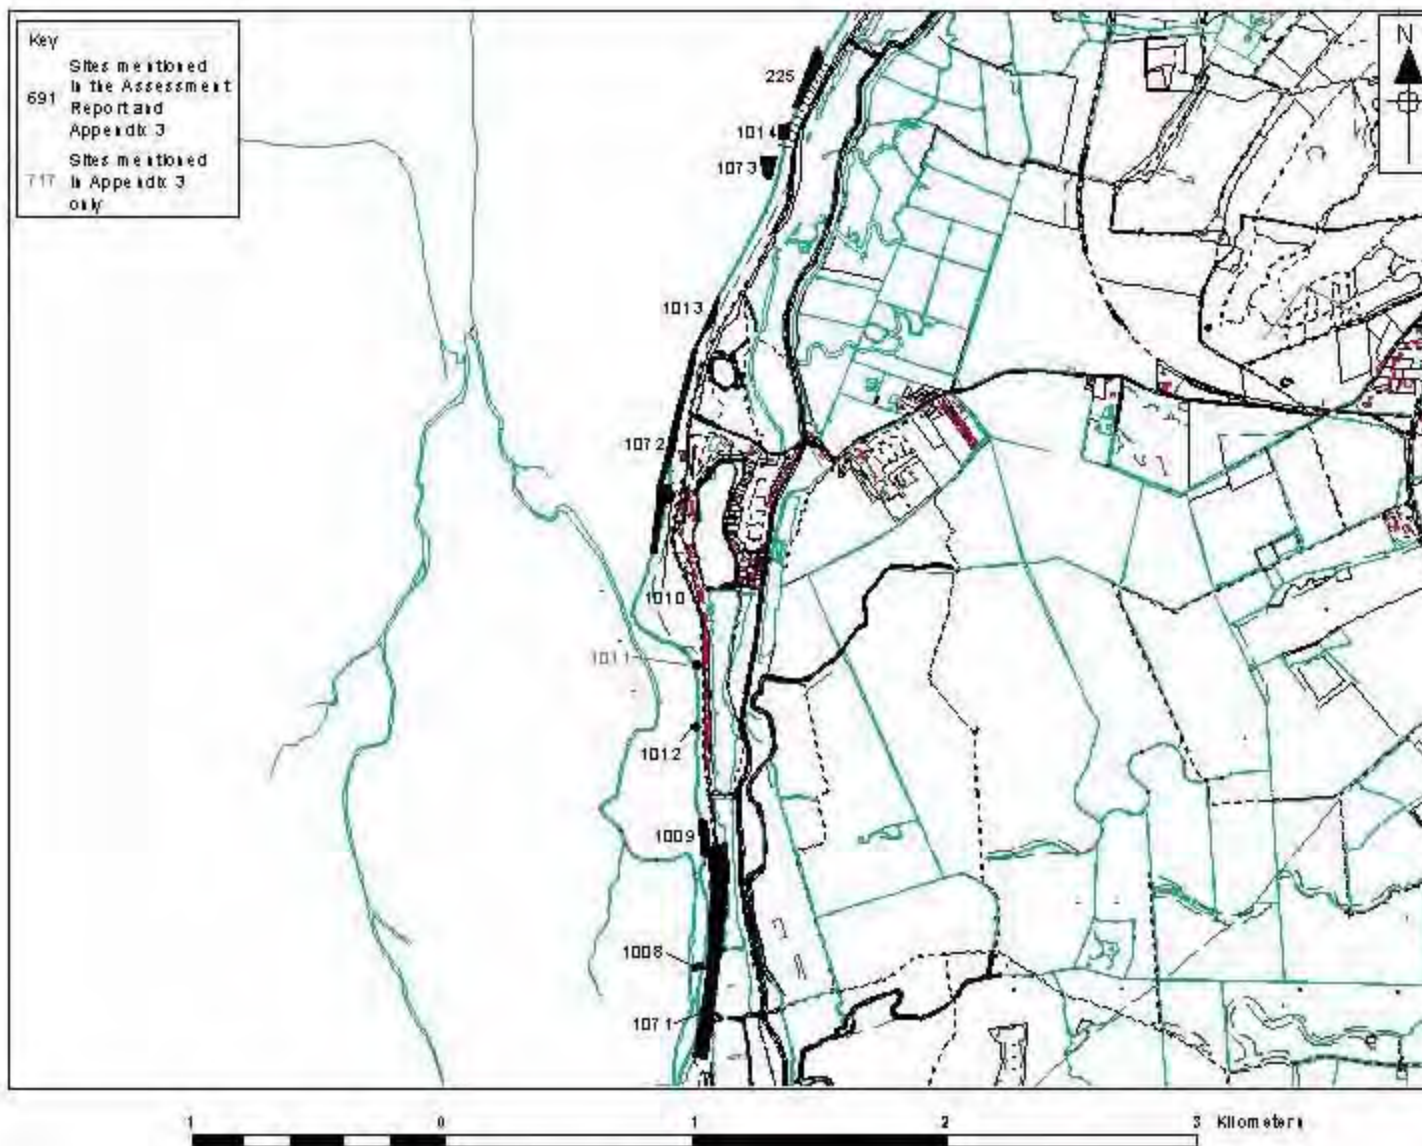 Key
Sites mentioned
691 in the Assessment
Report and
Appendix 3
Sites mentioned
717 in Appendix 3
only
N
225
1014
1073
1013
1072
1010
1011
1012
1009
1008
1071
1 0 1 2 3 Kilometers